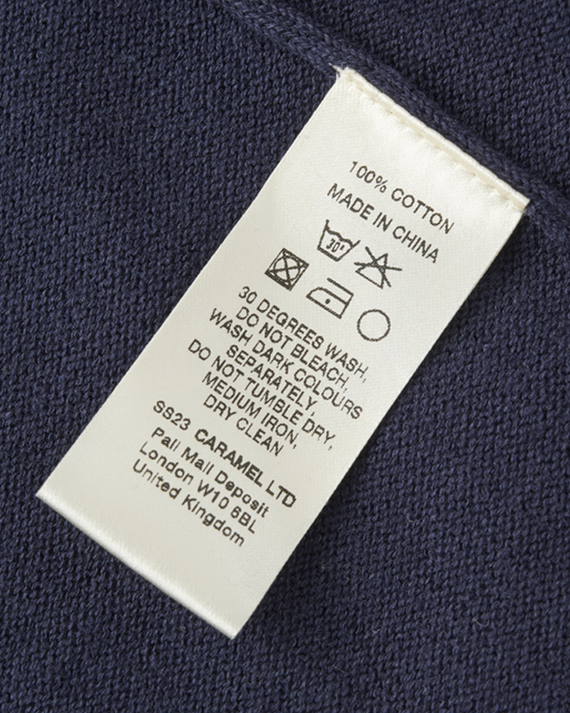 100% COTTON
MADE IN CHINA
30°
30 DEGREES WASH,
DO NOT BLEACH,
WASH DARK COLOURS
SEPARATELY,
DO NOT TUMBLE DRY,
MEDIUM IRON,
DRY CLEAN
SS23 CARAMEL LTD
Pall Mall Deposit
London W10 6BL
United Kingdom